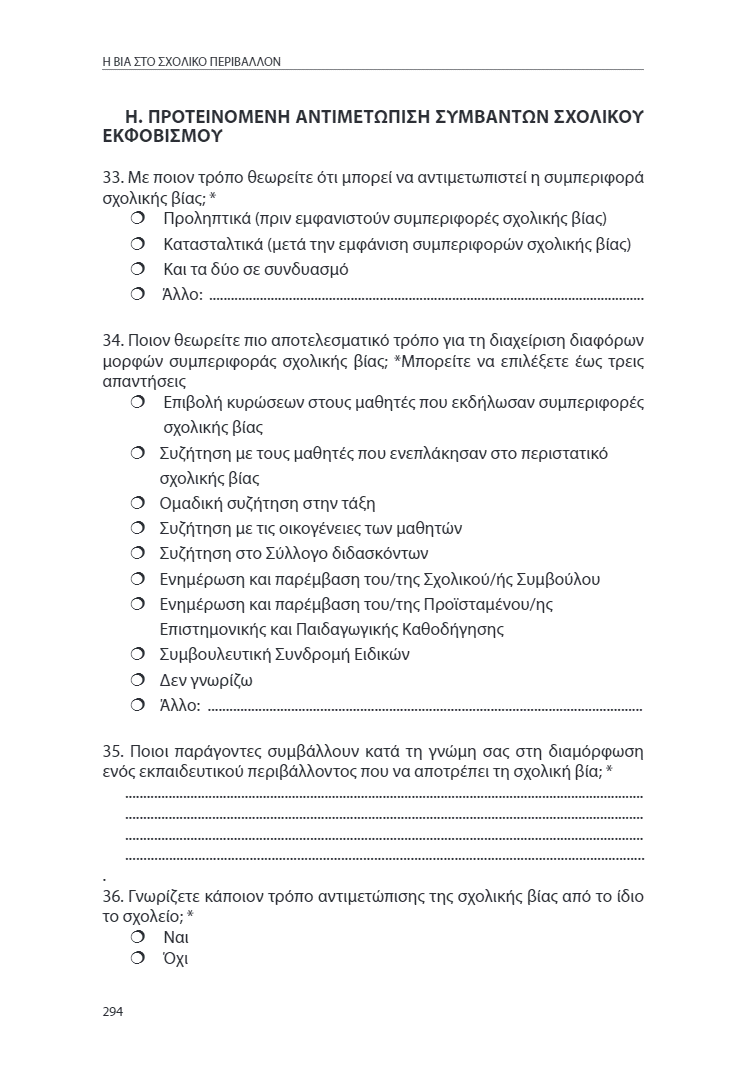 Η ΒΙΑ ΣΤΟ ΣΧΟΛΙΚΟ ΠΕΡΙΒΑΛΛΟΝ
Η. ΠΡΟΤΕΙΝΟΜΕΝΗ ΑΝΤΙΜΕΤΩΠΙΣΗ ΣΥΜΒΑΝΤΩΝ ΣΧΟΛΙΚΟΥ
ΕΚΦΟΒΙΣΜΟΥ
33. Με ποιον τρόπο θεωρείτε ότι μπορεί να αντιμετωπιστεί η συμπεριφορά
σχολικής βίας; *
❍ Προληπτικά (πριν εμφανιστούν συμπεριφορές σχολικής βίας)
❍ Κατασταλτικά (μετά την εμφάνιση συμπεριφορών σχολικής βίας)
❍ Και τα δύο σε συνδυασμό
❍ Άλλο: ........................................................................................................................
34. Ποιον θεωρείτε πιο αποτελεσματικό τρόπο για τη διαχείριση διαφόρων
μορφών συμπεριφοράς σχολικής βίας; *Μπορείτε να επιλέξετε έως τρεις
απαντήσεις
❍ Επιβολή κυρώσεων στους μαθητές που εκδήλωσαν συμπεριφορές
σχολικής βίας
❍ Συζήτηση με τους μαθητές που ενεπλάκησαν στο περιστατικό
σχολικής βίας
❍ Ομαδική συζήτηση στην τάξη
❍ Συζήτηση με τις οικογένειες των μαθητών
❍ Συζήτηση στο Σύλλογο διδασκόντων
❍ Ενημέρωση και παρέμβαση του/της Σχολικού/ής Συμβούλου
❍ Ενημέρωση και παρέμβαση του/της Προϊσταμένου/ης
Επιστημονικής και Παιδαγωγικής Καθοδήγησης
❍ Συμβουλευτική Συνδρομή Ειδικών
❍ Δεν γνωρίζω
❍ Άλλο: ........................................................................................................................
35. Ποιοι παράγοντες συμβάλλουν κατά τη γνώμη σας στη διαμόρφωση
ενός εκπαιδευτικού περιβάλλοντος που να αποτρέπει τη σχολική βία; *
................................................................................................................................................
................................................................................................................................................
................................................................................................................................................
................................................................................................................................................
.
36. Γνωρίζετε κάποιον τρόπο αντιμετώπισης της σχολικής βίας από το ίδιο
το σχολείο; *
❍ Ναι
❍ Όχι
294